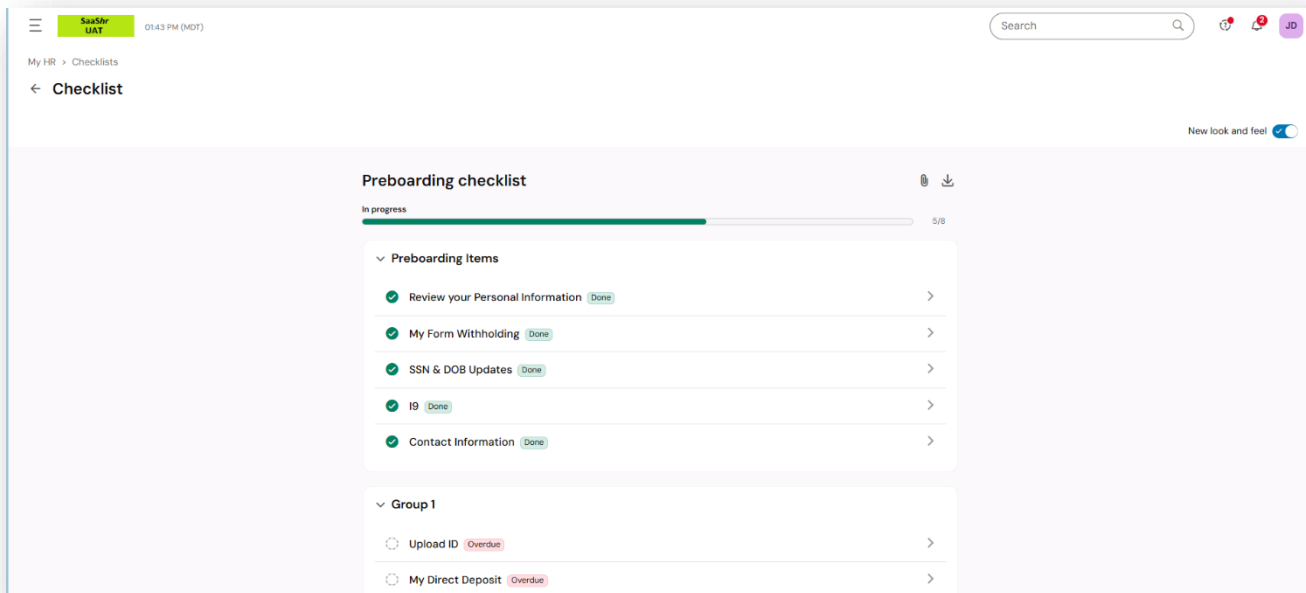 SaaShr
UAT
01:43 PM (MDT)
Search
2
JD
My HR > Checklists
Checklist
New look and feel
Preboarding checklist
In progress
5/8
Preboarding Items
Review your Personal Information Done
My Form Withholding Done
SSN & DOB Updates Done
I9 Done
Contact Information Done
Group 1
Upload ID Overdue
My Direct Deposit Overdue